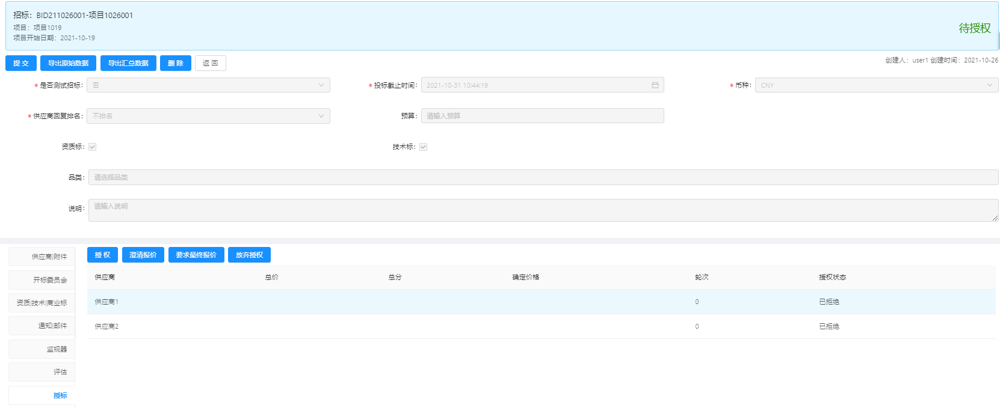 招标：BID211026001-项目1026001
项目：项目1019
项目开始日期：2021-10-19
待授权
提 交 导出原始数据 导出汇总数据 删 除 返 回
创建人：user1 创建时间：2021-10-26
* 是否测试招标： 否 * 投标截止时间： 2021-10-31 10:44:19 * 币种： CNY
* 供应商回复排名： 不排名 预算： 请输入预算
资质标： 技术标：
品类： 请选择品类
说明： 请输入说明
供应商|附件
开标委员会
资质|技术|商业标
通知|邮件
监视器
评估
授标
授 权 澄清报价 要求最终报价 放弃授权
供应商 总价 总分 确定价格 轮次 授权状态
供应商1 0 已拒绝
供应商2 0 已拒绝